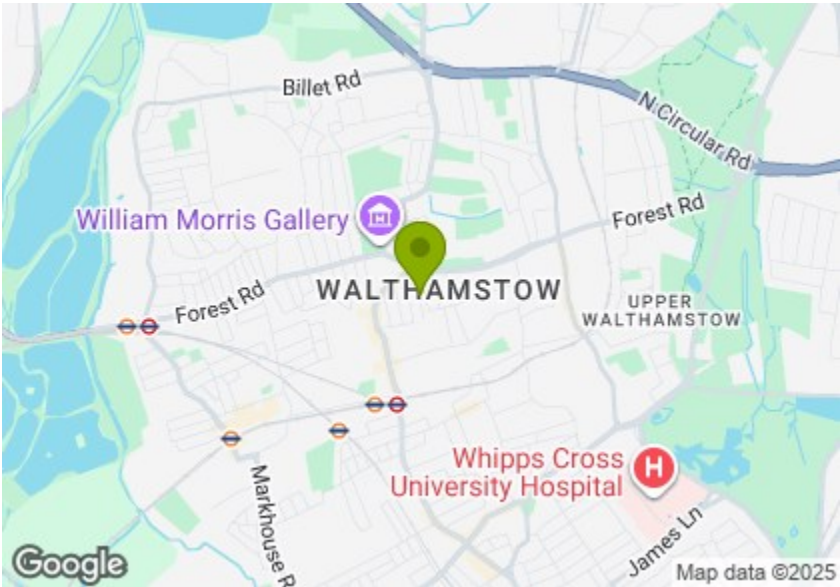 Billet Rd
N Circular Rd
William Morris Gallery
Forest Rd
Forest Rd
WALTHAMSTOW
UPPER
WALTHAMSTOW
Whipps Cross
University Hospital
H
Markhouse R
James Ln
Google
Map data ©2025